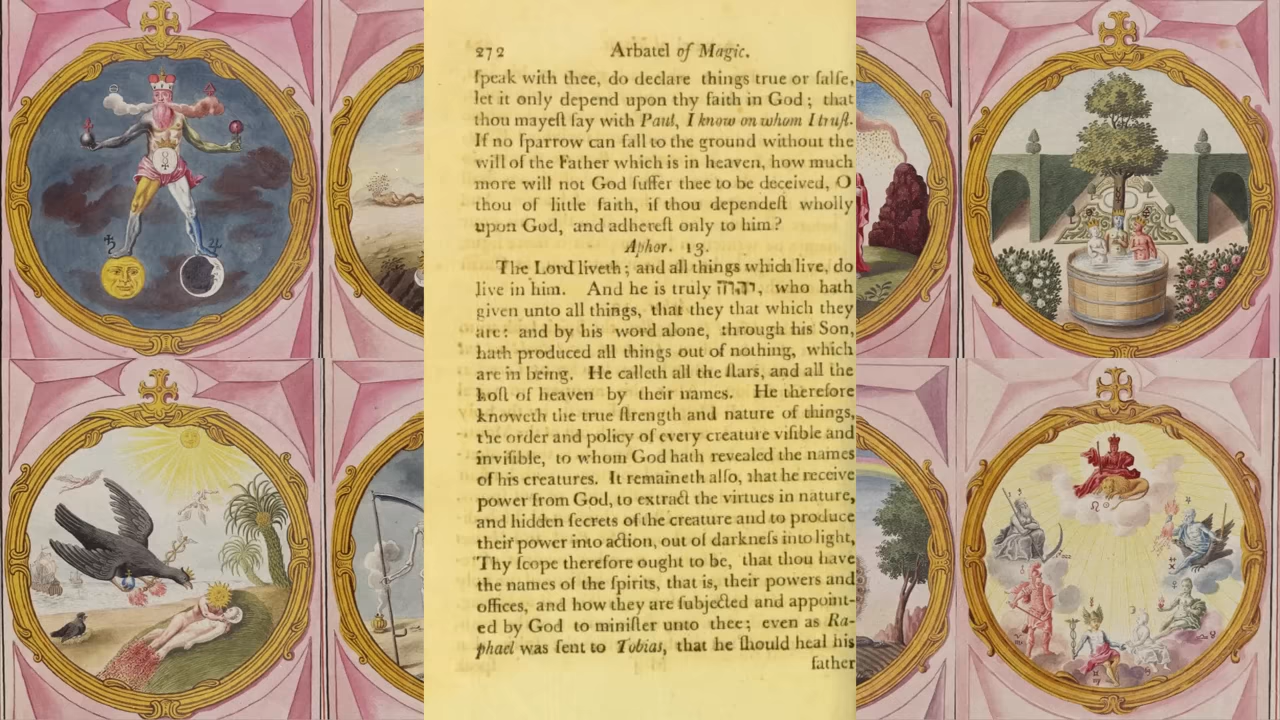 272 Arbatel of Magic.
ſpeak with thee, do declare things true or falſe,
let it only depend upon thy faith in God; that
thou mayeſt ſay with Paul, I know on whom I truſt.
If no ſparrow can fall to the ground without the
will of the Father which is in heaven, how much
more will not God ſuffer thee to be deceived, O
thou of little faith, if thou dependeſt wholly
upon God, and adhereſt only to him?
Aphor. 13.
The Lord liveth; and all things which live, do
live in him. And he is truly יהוה, who hath
given unto all things, that they be that which they
are: and by his word alone, through his Son,
hath produced all things out of nothing, which
are in being. He calleth all the ſtars, and all the
hoſt of heaven by their names. He therefore
knoweth the true ſtrength and nature of things,
the order and policy of every creature viſible and
inviſible, to whom God hath revealed the names
of his creatures. It remaineth alſo, that he receive
power from God, to extract the virtues in nature,
and hidden ſecrets of the creature and to produce
their power into action, out of darkneſs into light,
Thy ſcope therefore ought to be, that thou have
the names of the ſpirits, that is, their powers and
offices, and how they are ſubjected and appoint-
ed by God to miniſter unto thee; even as Ra-
phael was ſent to Tobias, that he ſhould heal his
father